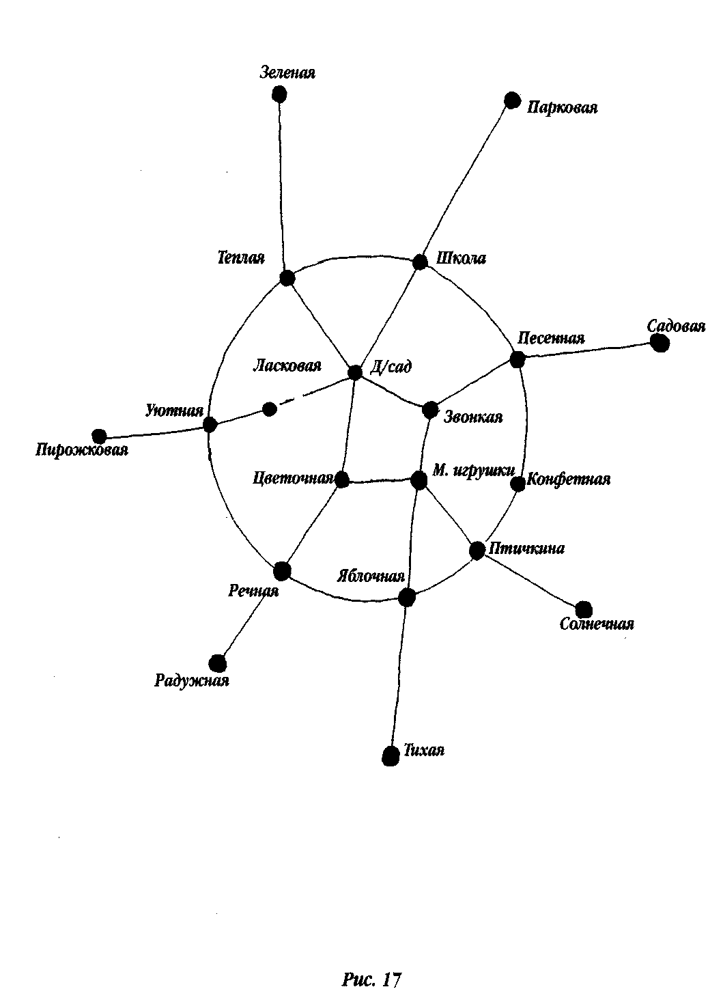 Зеленая
Парковая
Теплая
Школа
Садовая
Песенная
Ласковая
Д/сад
Уютная
Звонкая
Пирожковая
М. игрушки
Цветочная
Конфетная
Птичкина
Яблочная
Речная
Солнечная
Радужная
Тихая
Рис. 17